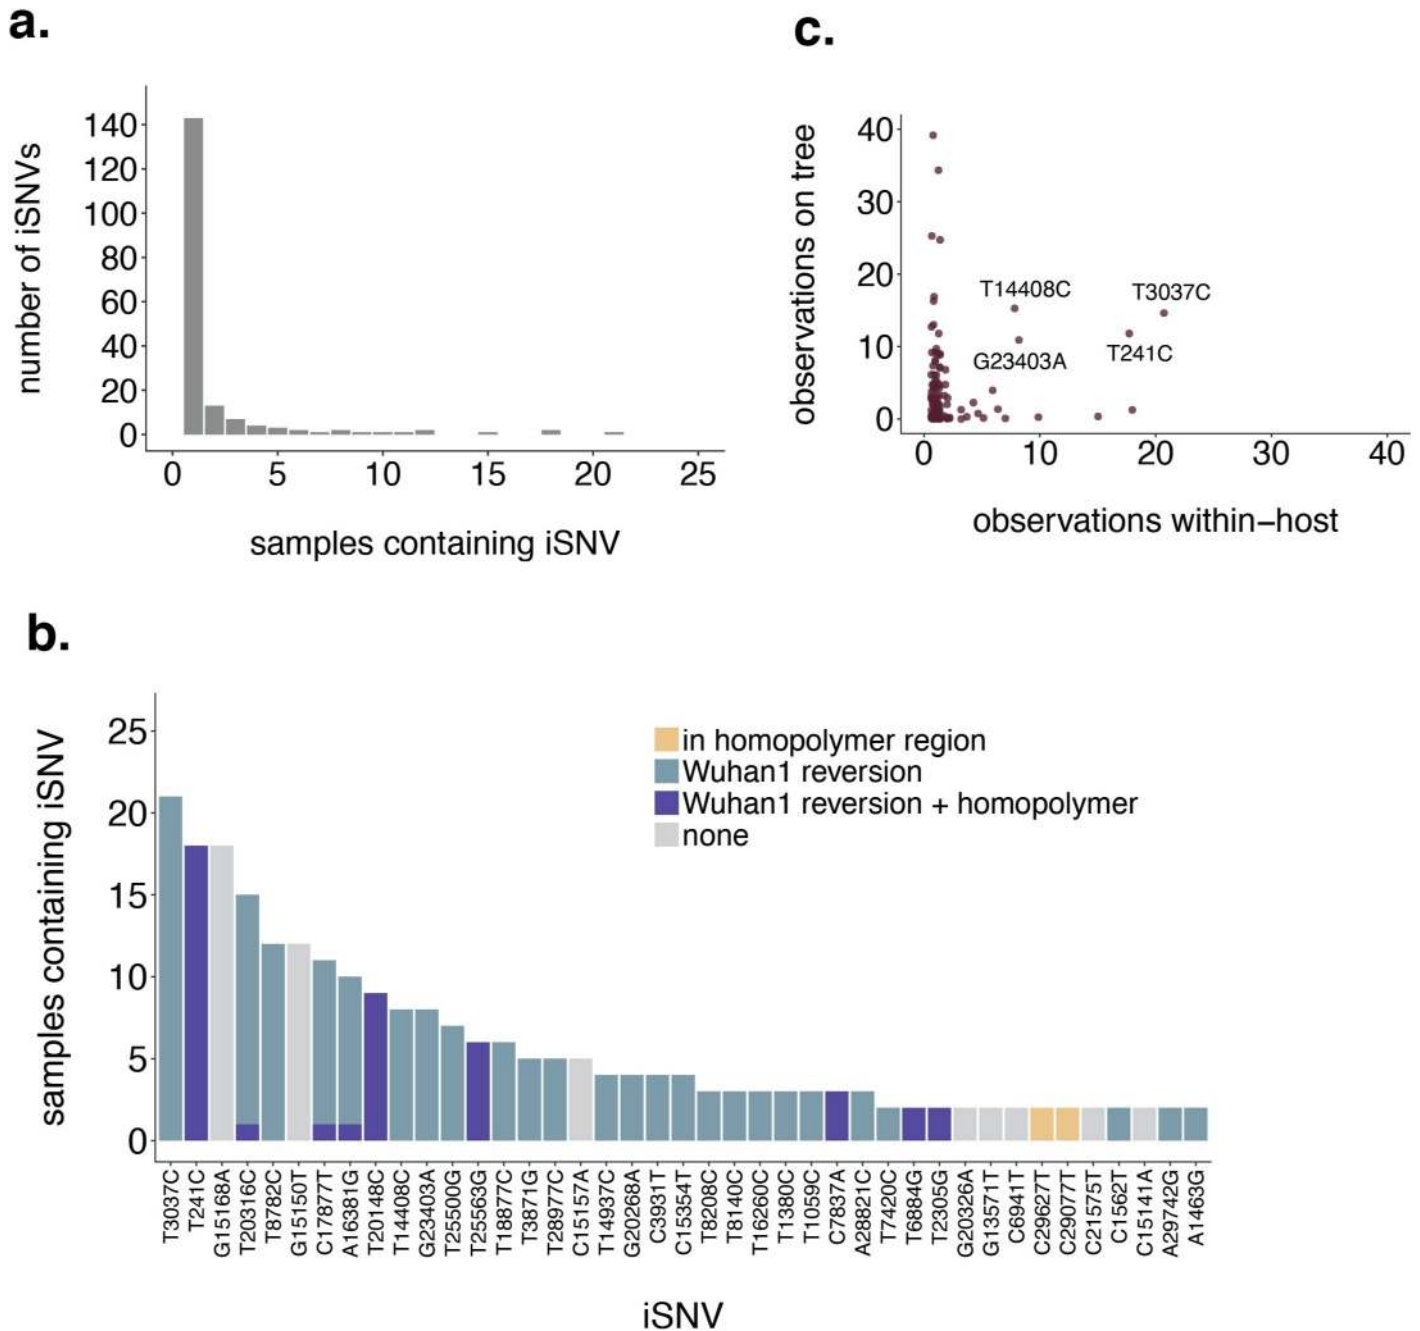 a.
number of iSNVs
140
120
100
80
60
40
20
0
0 5 10 15 20 25
samples containing iSNV
c.
observations on tree
40
30
20
10
0
T14408C
T3037C
G23403A
T241C
0 10 20 30 40
observations within-host
b.
samples containing iSNV
25
20
15
10
5
0
in homopolymer region
Wuhan1 reversion
Wuhan1 reversion + homopolymer
none
T3037C
T241C
G15168A
T20316C
T8782C
G15150T
C17877T
A16381G
T20148C
T14408C
G23403A
T25500G
T25563G
T18877C
T3871G
T28977C
C15157A
T14937C
G20268A
C3931T
C15354T
T8208C
T8140C
T16260C
T1380C
T1059C
C7837A
A28821C
T7420C
T6884G
T2305G
G20326A
G13571T
C6941T
C29627T
C29077T
C21575T
C1562T
C15141A
A29742G
A1463G
iSNV